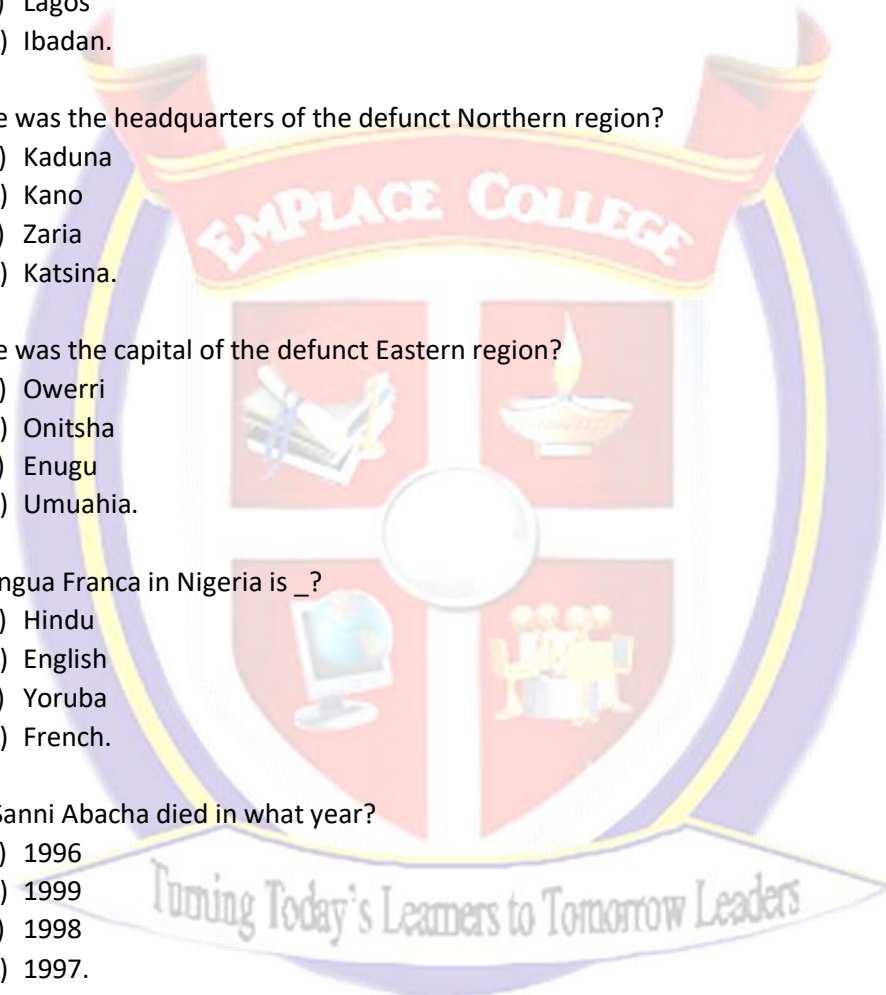 ) Lagos
) Ibadan.
e was the headquarters of the defunct Northern region?
) Kaduna
) Kano
) Zaria
) Katsina.
EMPLACE COLLEGE
e was the capital of the defunct Eastern region?
) Owerri
) Onitsha
) Enugu
) Umuahia.
ngua Franca in Nigeria is _?
) Hindu
) English
) Yoruba
) French.
Sanni Abacha died in what year?
) 1996
) 1999
) 1998
) 1997.
Turning Today's Learners to Tomorrow Leaders